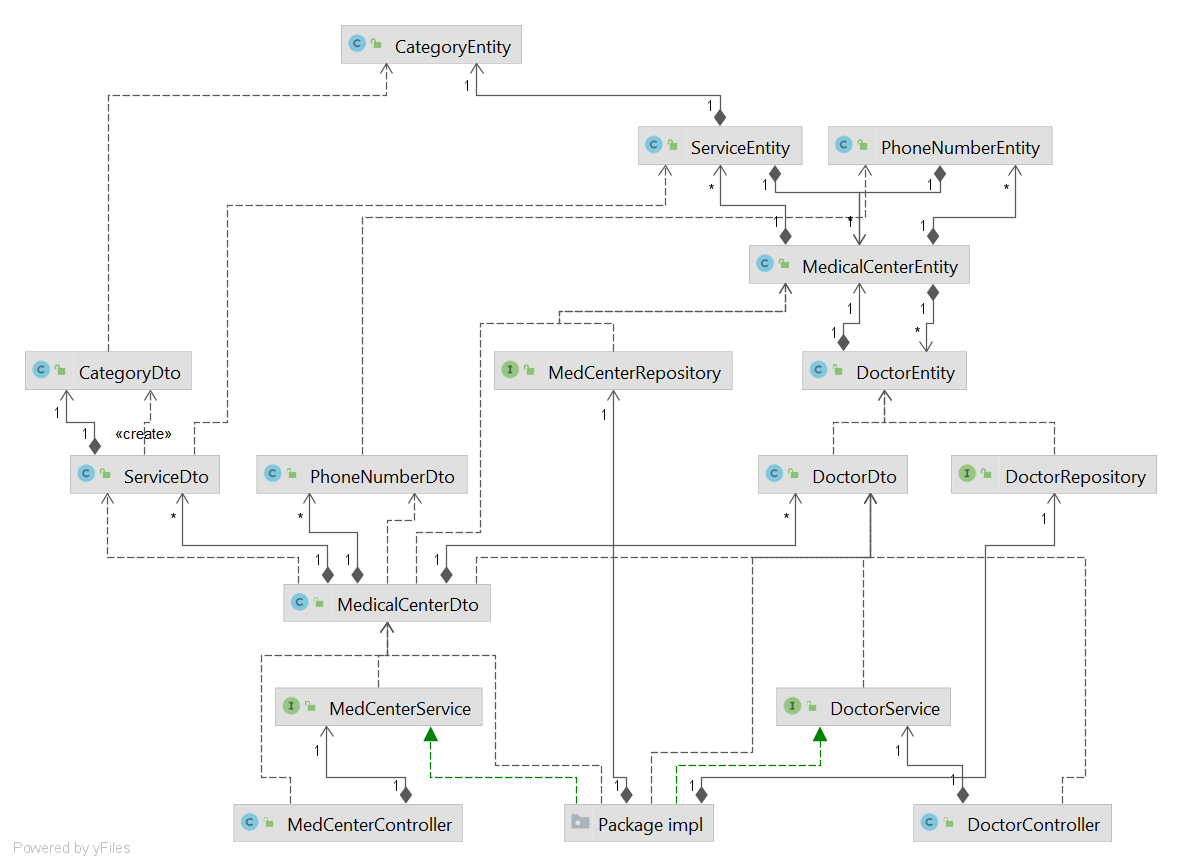 C CategoryEntity
1
1
C ServiceEntity
C PhoneNumberEntity
*
1
1
*
1
*
1
C MedicalCenterEntity
1
1
1
*
C CategoryDto
I MedCenterRepository
C DoctorEntity
1
1
1
«create»
C ServiceDto
C PhoneNumberDto
C DoctorDto
I DoctorRepository
*
*
*
1
1
1
1
C MedicalCenterDto
I MedCenterService
I DoctorService
1
1
1
1
1
1
C MedCenterController
Package impl
C DoctorController
Powered by yFiles